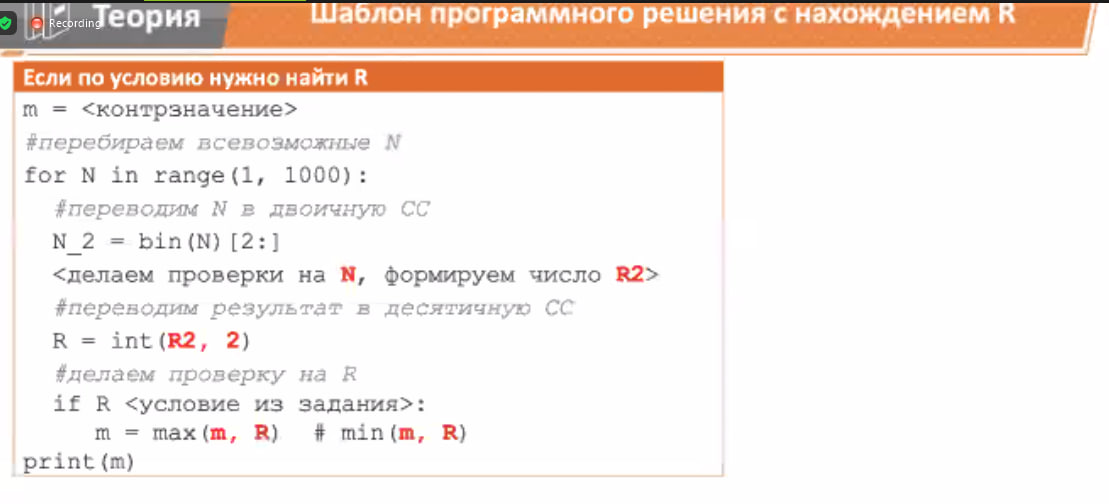 Теория
Шаблон программного решения с нахождением R
Recording
Если по условию нужно найти R
m = <контрзначение>
#перебираем всевозможные N
for N in range(1, 1000):
#переводим N в двоичную СС
N_2 = bin(N)[2:]
<делаем проверки на N, формируем число R2>
#переводим результат в десятичную СС
R = int(R2, 2)
#делаем проверку на R
if R <условие из задания>:
m = max(m, R)  # min(m, R)
print(m)